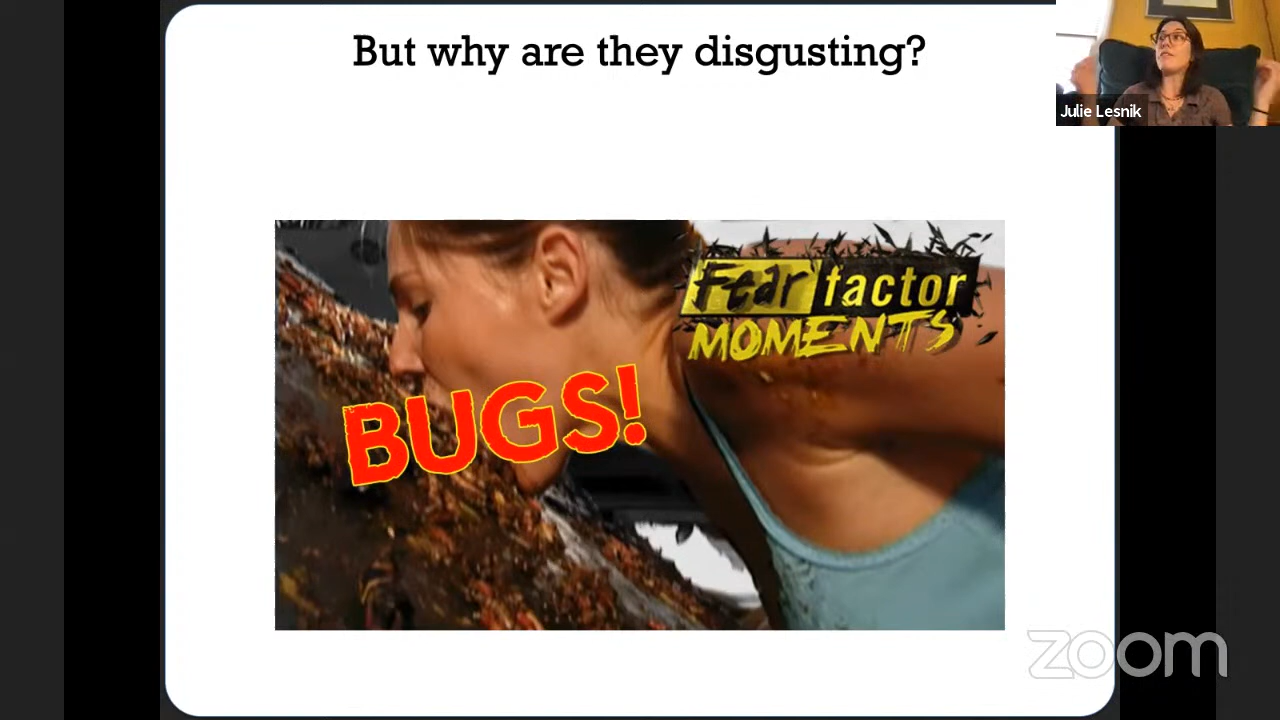 But why are they disgusting?
Julie Lesnik
Fear factor
MOMENTS
BUGS!
zoom